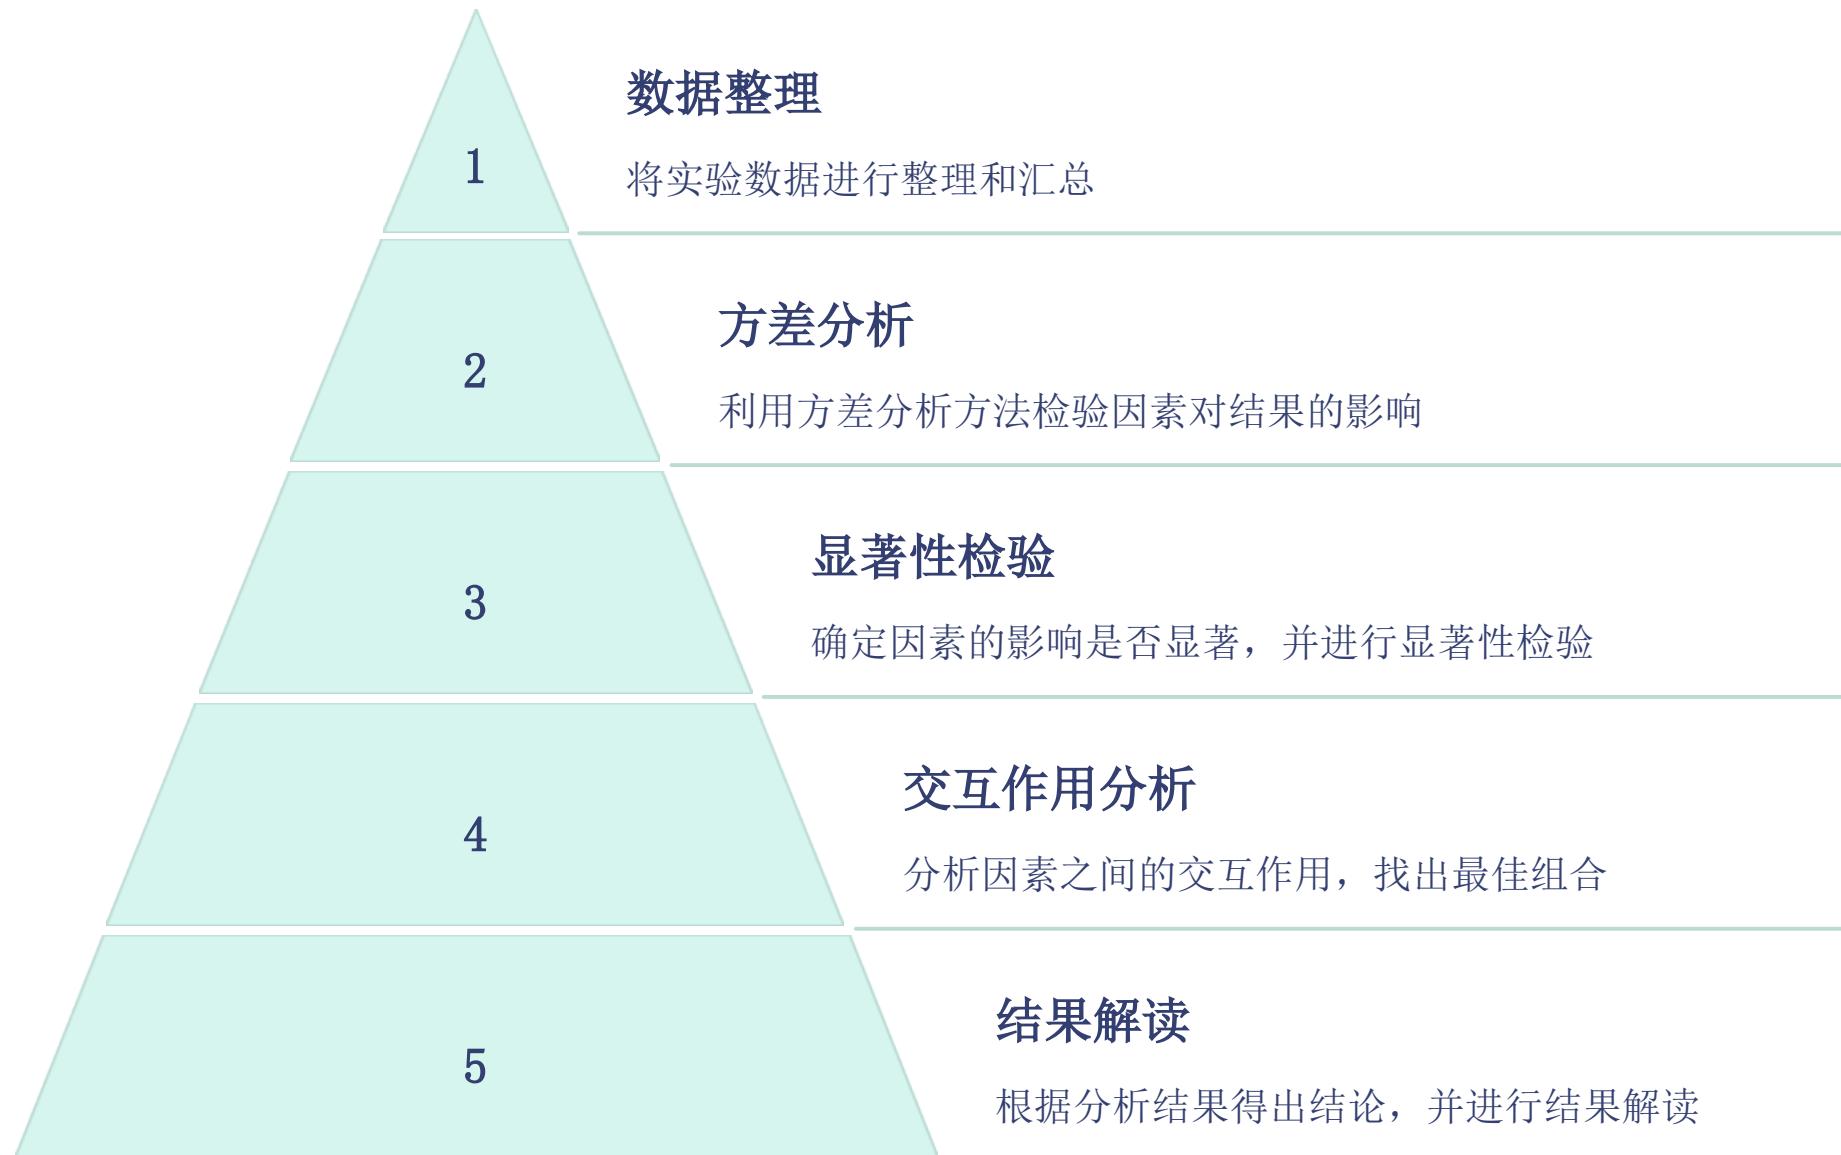 1
数据整理
将实验数据进行整理和汇总
2
方差分析
利用方差分析方法检验因素对结果的影响
3
显著性检验
确定因素的影响是否显著，并进行显著性检验
4
交互作用分析
分析因素之间的交互作用，找出最佳组合
5
结果解读
根据分析结果得出结论，并进行结果解读